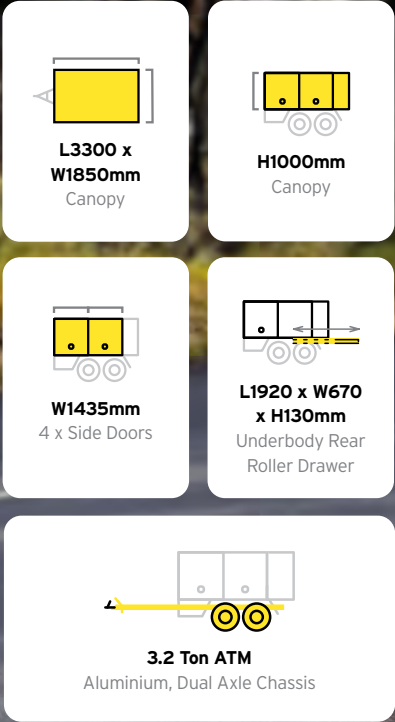 L3300 x
W1850mm
Canopy
H1000mm
Canopy
W1435mm
4 x Side Doors
L1920 x W670
x H130mm
Underbody Rear
Roller Drawer
3.2 Ton ATM
Aluminium, Dual Axle Chassis